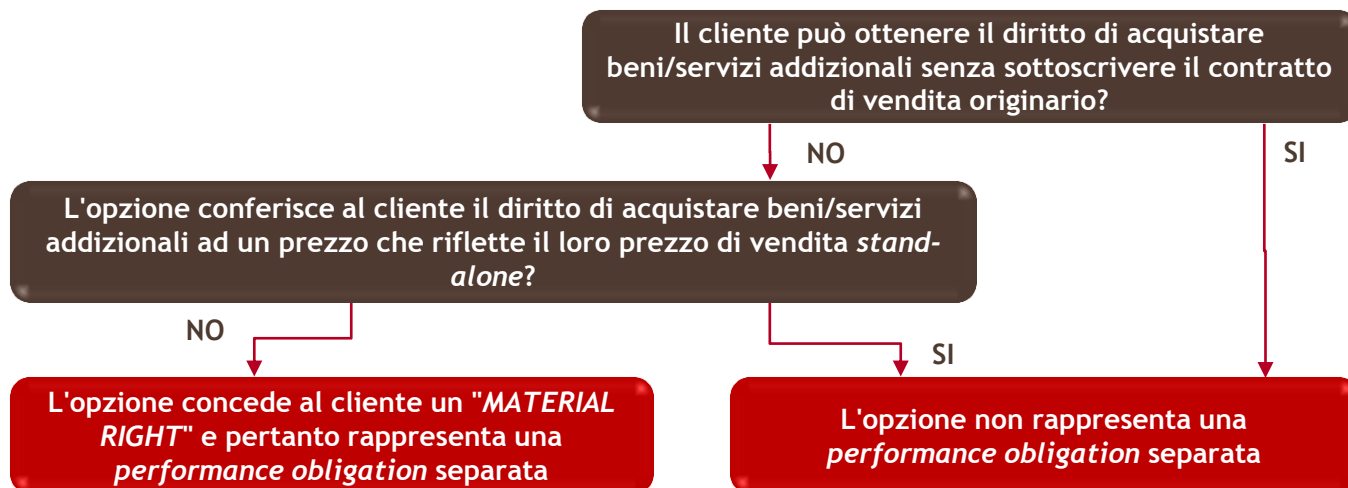 Il cliente può ottenere il diritto di acquistare
beni/servizi addizionali senza sottoscrivere il contratto
di vendita originario?
NO
SI
L'opzione conferisce al cliente il diritto di acquistare beni/servizi
addizionali ad un prezzo che riflette il loro prezzo di vendita stand-
alone?
NO
SI
L'opzione concede al cliente un "MATERIAL
RIGHT" e pertanto rappresenta una
performance obligation separata
L'opzione non rappresenta una
performance obligation separata